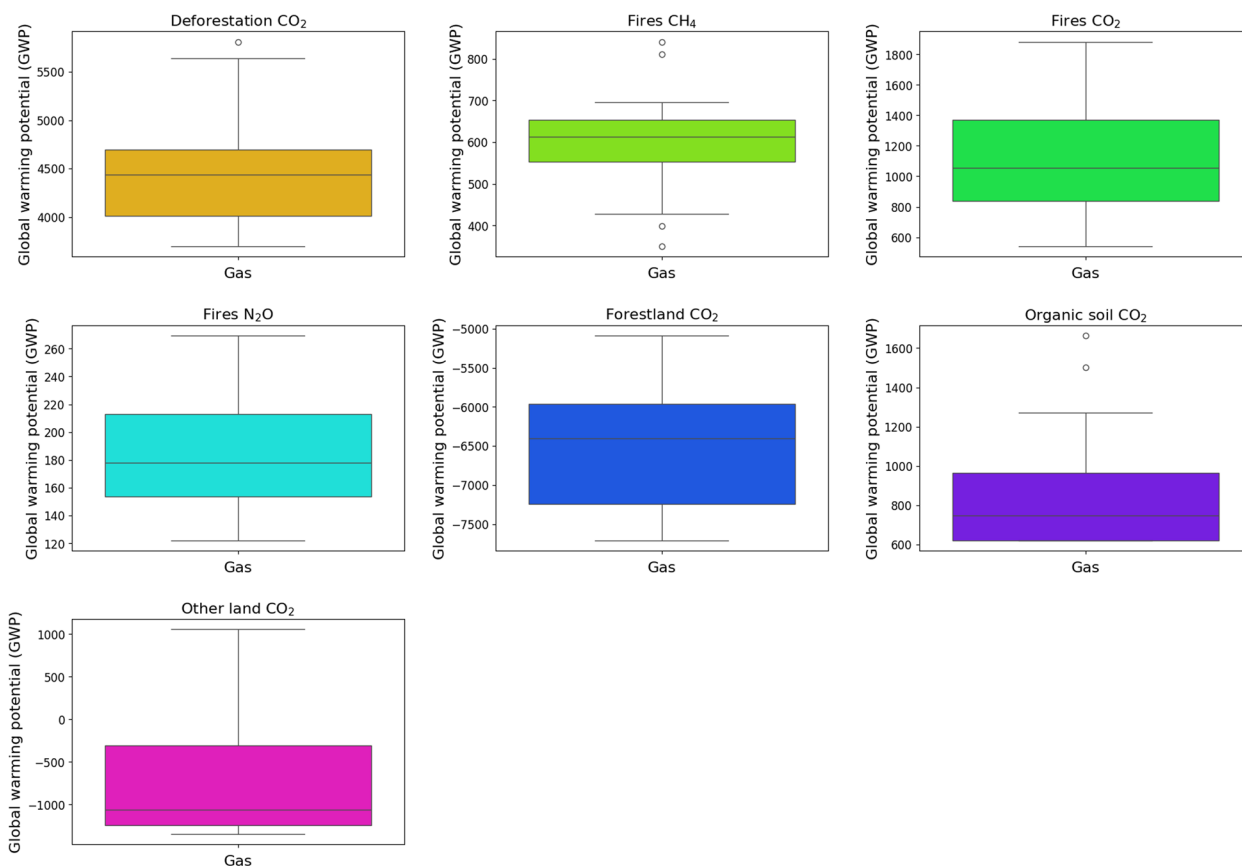 Deforestation CO₂
Global warming potential (GWP)
5500
5000
4500
4000
Gas
Fires CH₄
Global warming potential (GWP)
800
700
600
500
400
Gas
Fires CO₂
Global warming potential (GWP)
1800
1600
1400
1200
1000
800
600
Gas
Fires N₂O
Global warming potential (GWP)
260
240
220
200
180
160
140
120
Gas
Forestland CO₂
Global warming potential (GWP)
−5000
−5500
−6000
−6500
−7000
−7500
Gas
Organic soil CO₂
Global warming potential (GWP)
1600
1400
1200
1000
800
600
Gas
Other land CO₂
Global warming potential (GWP)
1000
500
0
−500
−1000
Gas